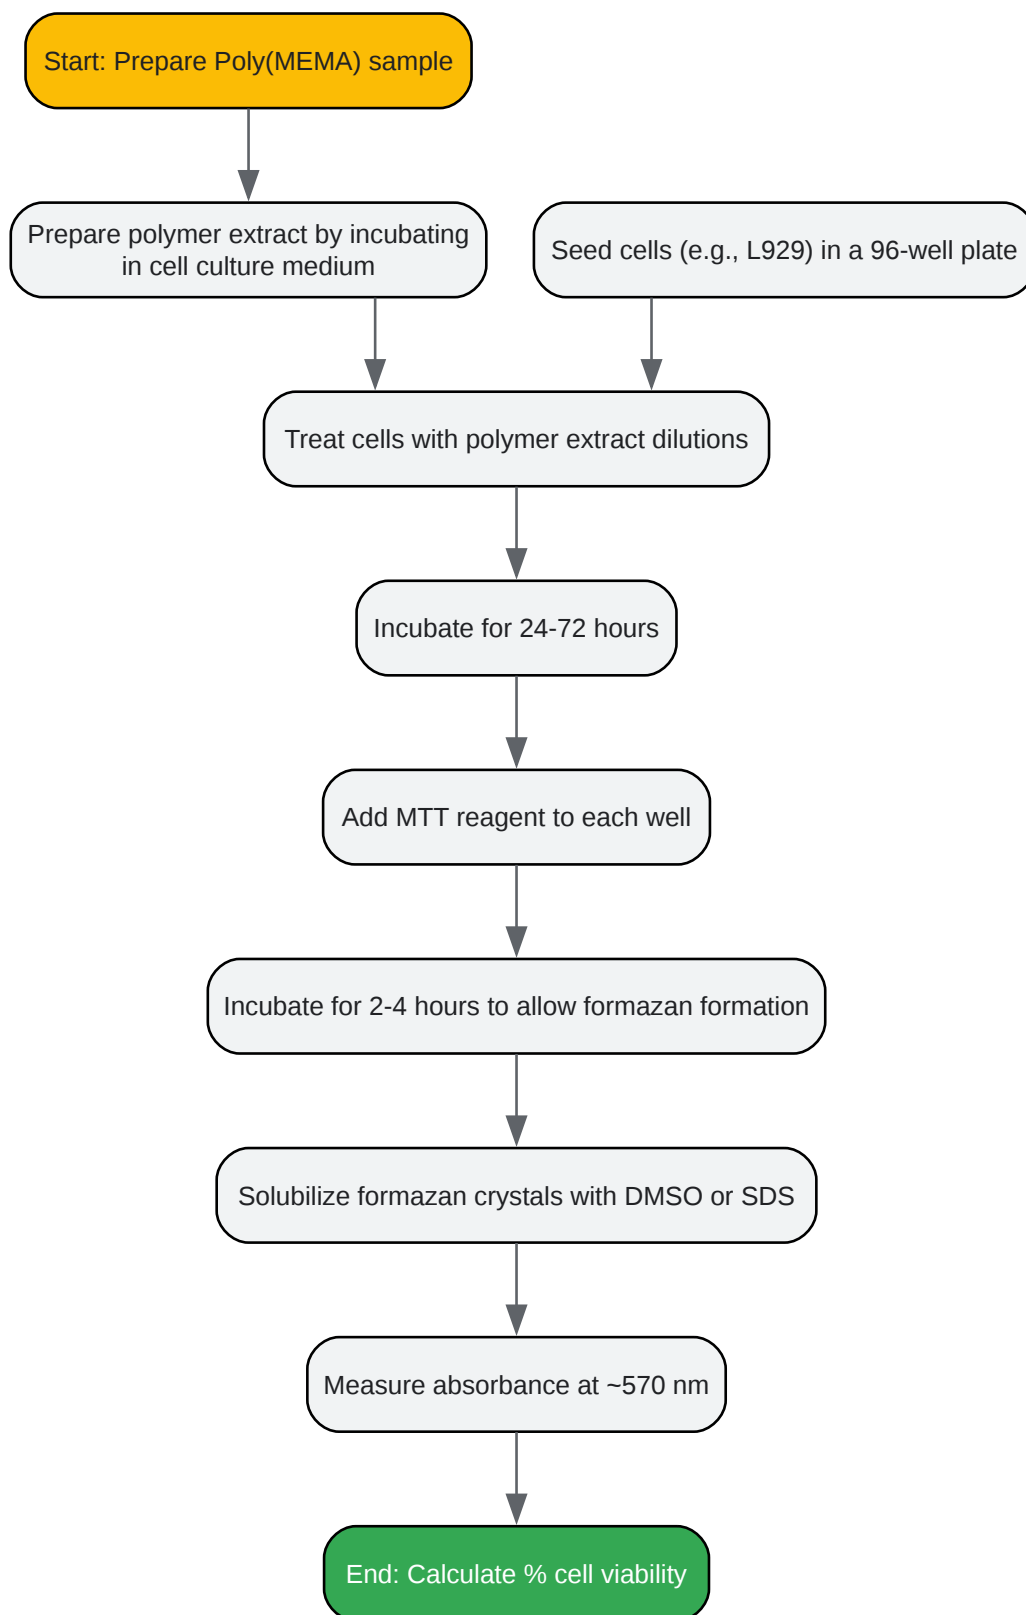 Start: Prepare Poly(MEMA) sample
Prepare polymer extract by incubating
in cell culture medium
Seed cells (e.g., L929) in a 96-well plate
Treat cells with polymer extract dilutions
Incubate for 24-72 hours
Add MTT reagent to each well
Incubate for 2-4 hours to allow formazan formation
Solubilize formazan crystals with DMSO or SDS
Measure absorbance at ~570 nm
End: Calculate % cell viability